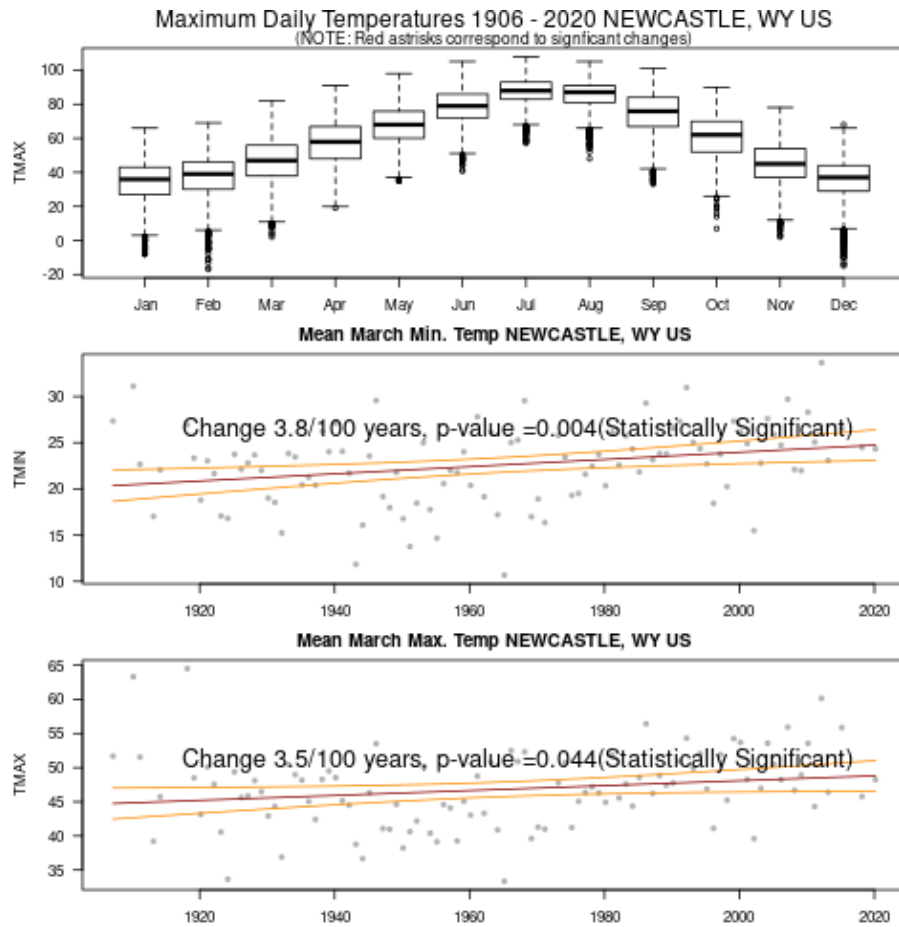 Maximum Daily Temperatures 1906 - 2020 NEWCASTLE, WY US
(NOTE: Red astrisks correspond to signficant changes)
TMAX
100
80
60
40
20
0
-20
Jan Feb Mar Apr May Jun Jul Aug Sep Oct Nov Dec
Mean March Min. Temp NEWCASTLE, WY US
TMIN
30
25
20
15
10
Change 3.8/100 years, p-value =0.004(Statistically Significant)
1920 1940 1960 1980 2000 2020
Mean March Max. Temp NEWCASTLE, WY US
TMAX
65
60
55
50
45
40
35
Change 3.5/100 years, p-value =0.044(Statistically Significant)
1920 1940 1960 1980 2000 2020